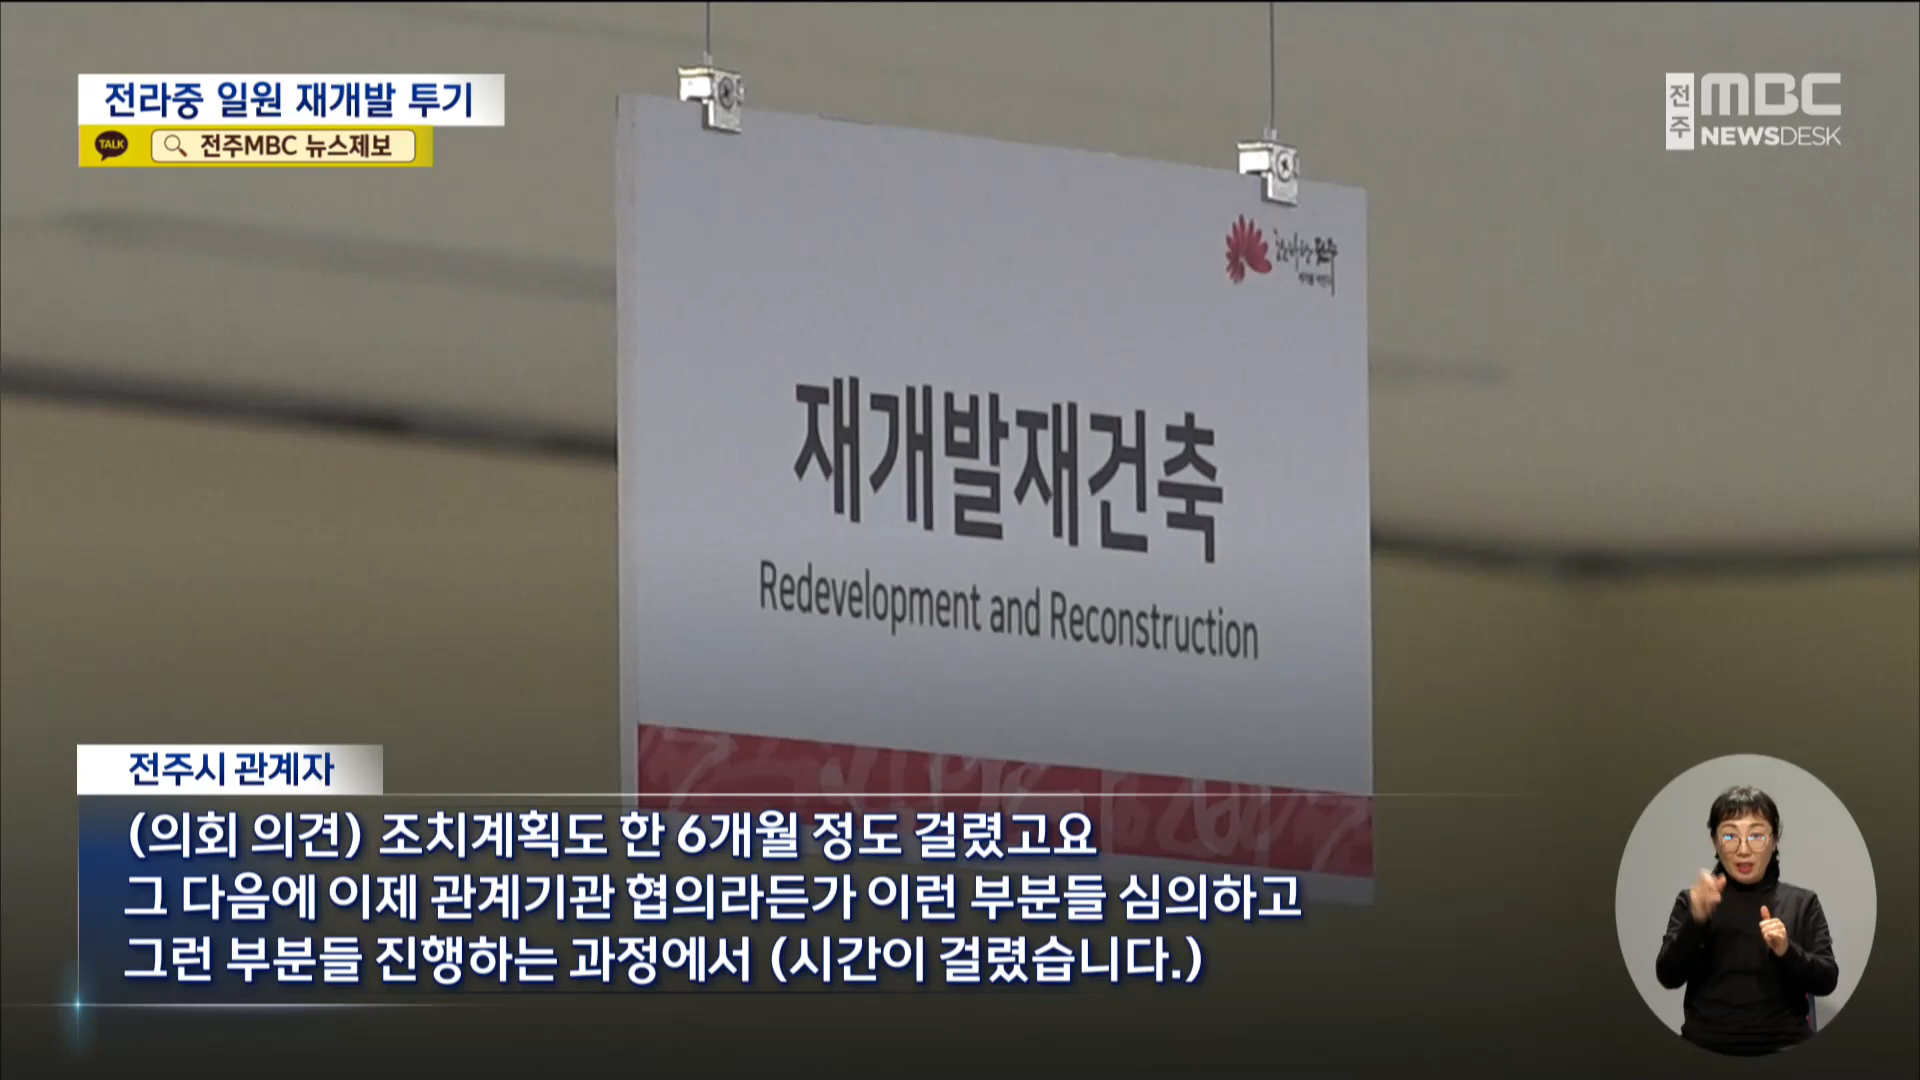 전라중 일원 재개발 투기
TALK 전주MBC 뉴스제보
전주 MBC
NEWSDESK
재개발재건축
Redevelopment and Reconstruction
전주시 관계자
(의회 의견) 조치계획도 한 6개월 정도 걸렸고요
그 다음에 이제 관계기관 협의라든가 이런 부분들 심의하고
그런 부분들 진행하는 과정에서 (시간이 걸렸습니다.)